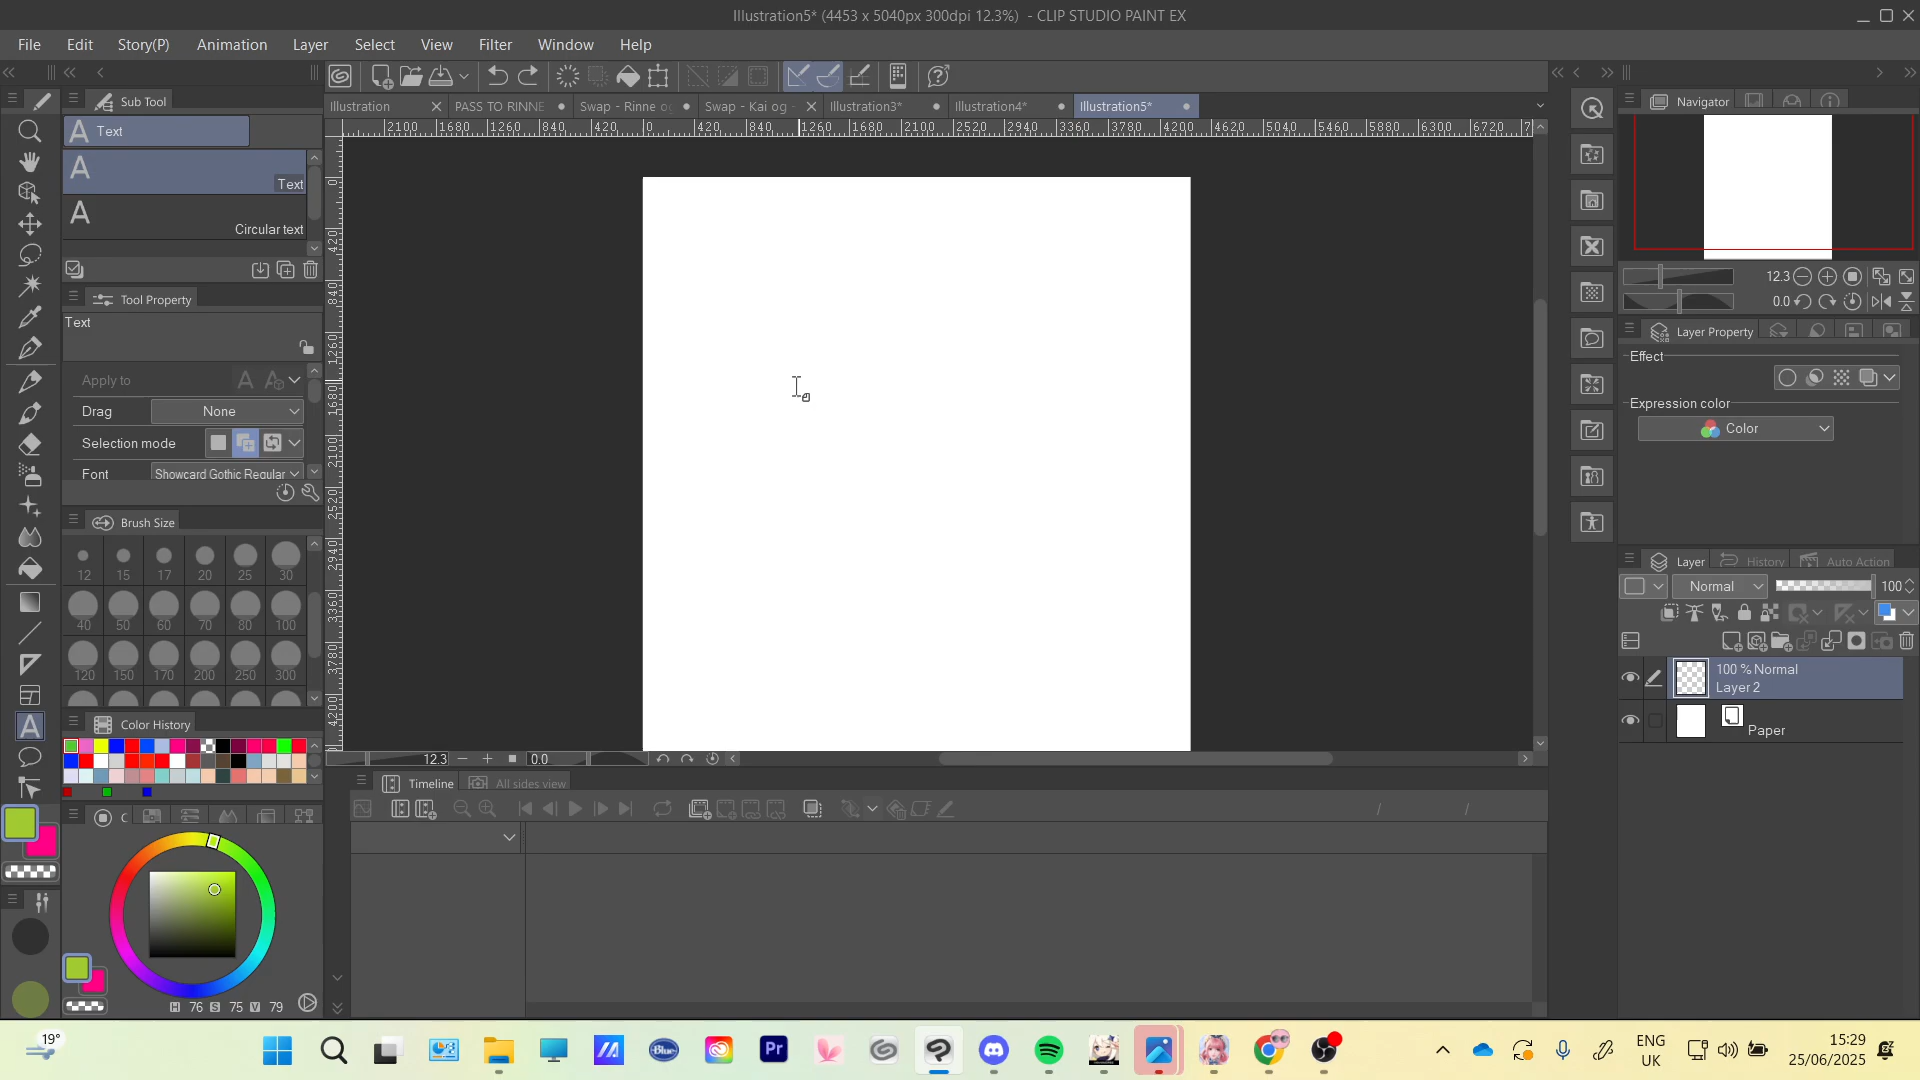 Illustration5* (4453 x 5040px 300dpi 12.3%) - CLIP STUDIO PAINT EX
File Edit Story(P) Animation Layer Select View Filter Window Help
Illustration PASS TO RINNE Swap - Rinne og Swap - Kai og - Illustration3* Illustration4* Illustration5*
Sub Tool
Text
Text
Circular text
Tool Property
Text
Apply to
Drag None
Selection mode
Font Showcard Gothic Regular
Brush Size
12 15 17 20 25 30
40 50 60 70 80 100
120 150 170 200 250 300
Color History
H 76 S 75 V 79
12.3 0.0
Timeline All sides view
Navigator
12.3
0.0
Layer Property
Effect
Expression color
Color
Layer History Auto Action
Normal 100
100 % Normal
Layer 2
Paper
19°
Blue
Pr
ENG
UK
15:29
25/06/2025